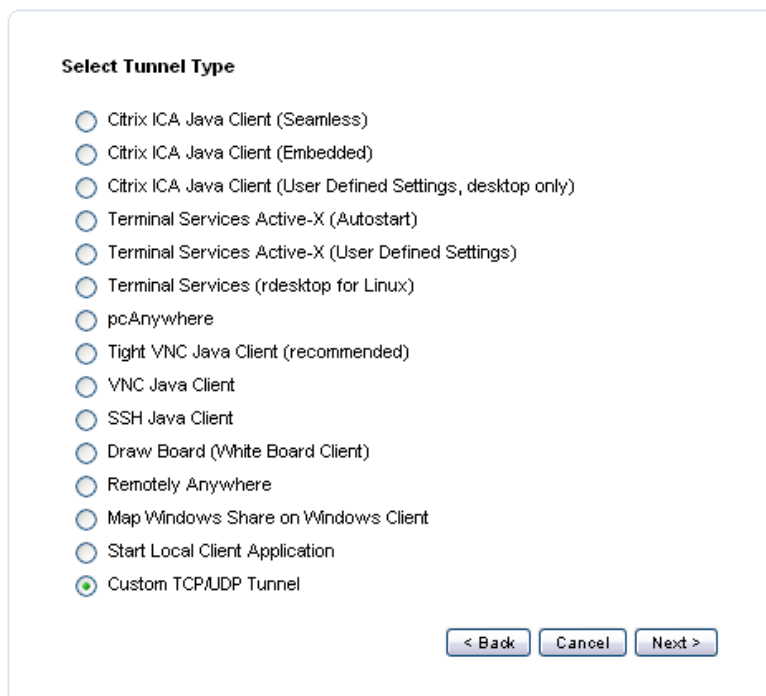 Select Tunnel Type
Citrix ICA Java Client (Seamless)
Citrix ICA Java Client (Embedded)
Citrix ICA Java Client (User Defined Settings, desktop only)
Terminal Services Active-X (Autostart)
Terminal Services Active-X (User Defined Settings)
Terminal Services (rdesktop for Linux)
pcAnywhere
Tight VNC Java Client (recommended)
VNC Java Client
SSH Java Client
Draw Board (White Board Client)
Remotely Anywhere
Map Windows Share on Windows Client
Start Local Client Application
Custom TCP/UDP Tunnel
< Back Cancel Next >